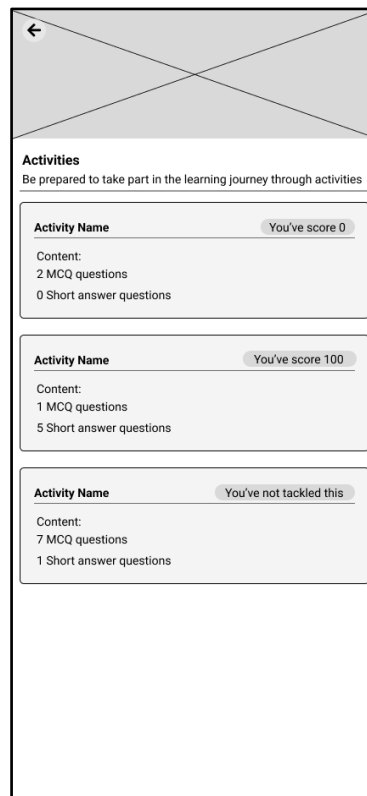 Activities
Be prepared to take part in the learning journey through activities
Activity Name
You've score 0
Content:
2 MCQ questions
0 Short answer questions
Activity Name
You've score 100
Content:
1 MCQ questions
5 Short answer questions
Activity Name
You've not tackled this
Content:
7 MCQ questions
1 Short answer questions